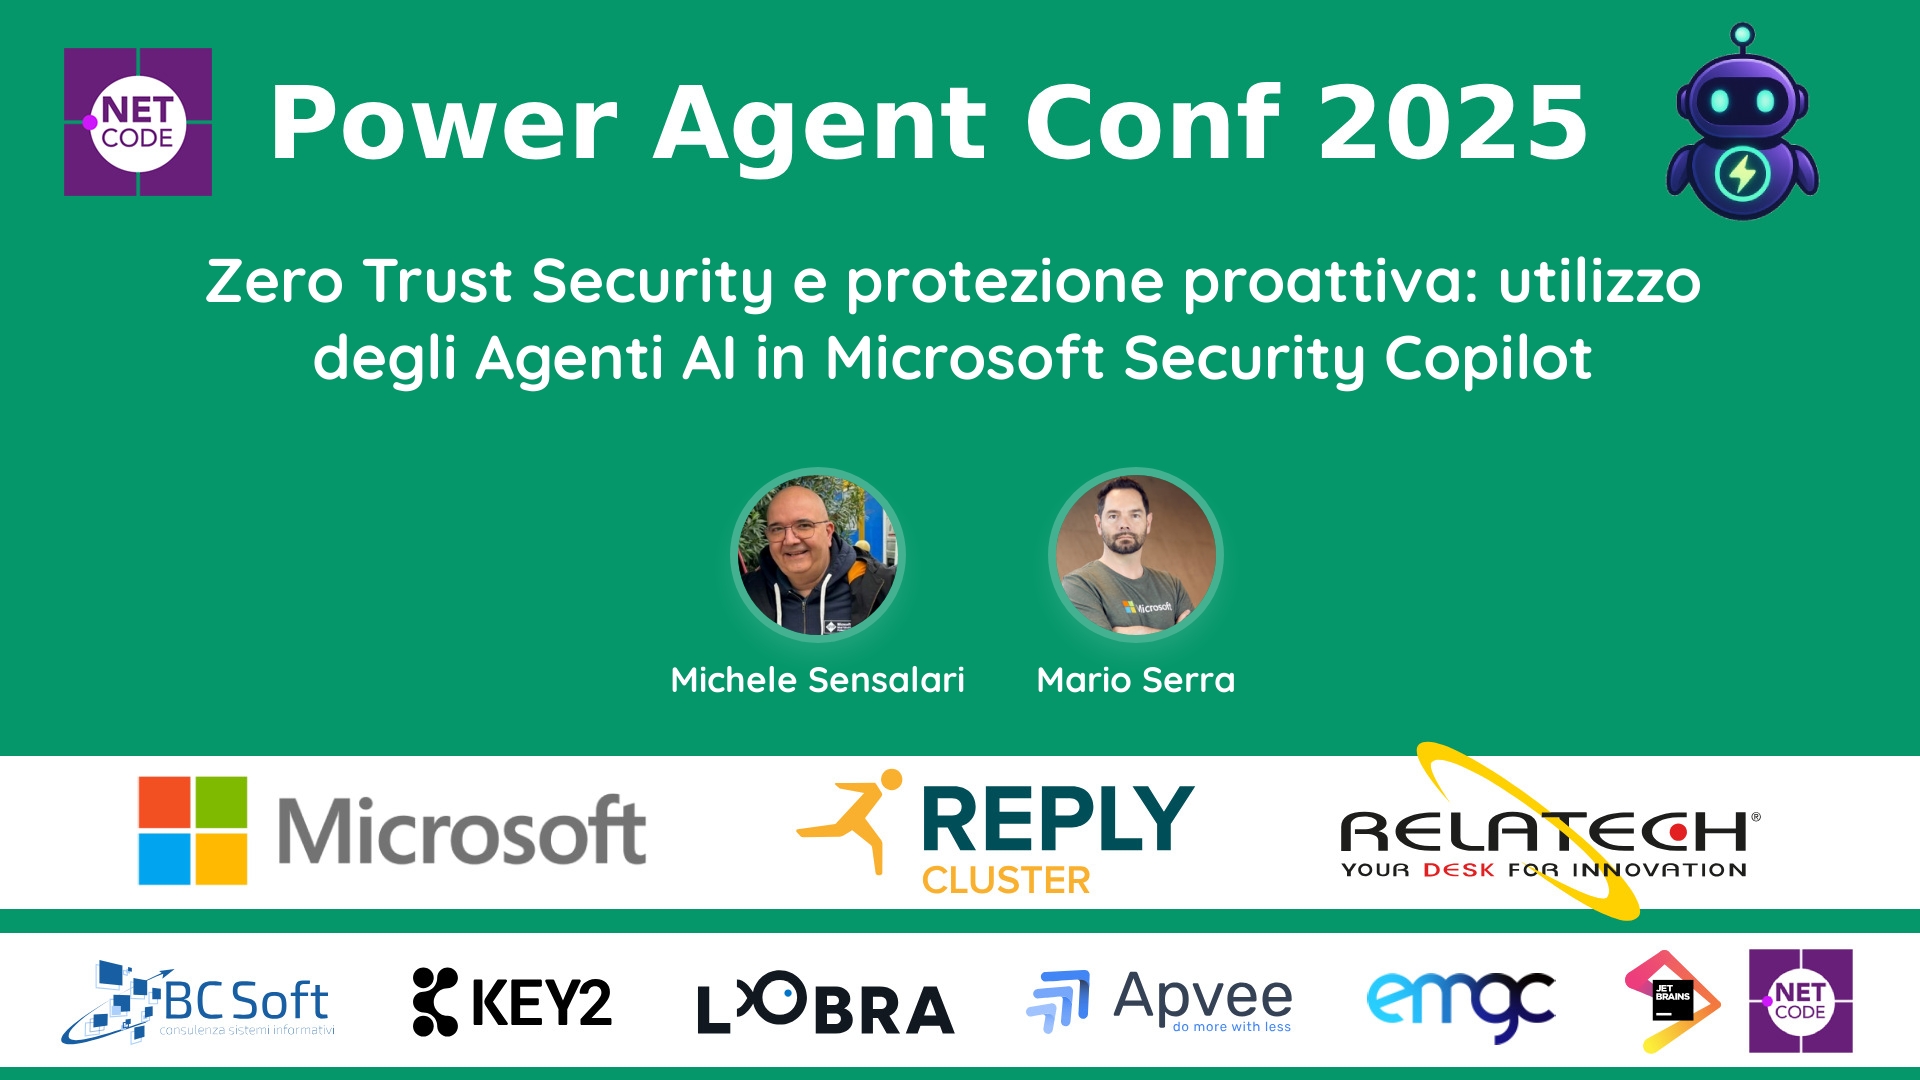 NET
CODE
Power Agent Conf 2025
Zero Trust Security e protezione proattiva: utilizzo
degli Agenti AI in Microsoft Security Copilot
Microsoft
Michele Sensalari
Mario Serra
Microsoft
REPLY
CLUSTER
RELATECH®
YOUR DESK FOR INNOVATION
BC Soft
consulenza sistemi informativi
KEY2
LOBRA
Apvee
do more with less
emgc
JET
BRAINS
NET
CODE